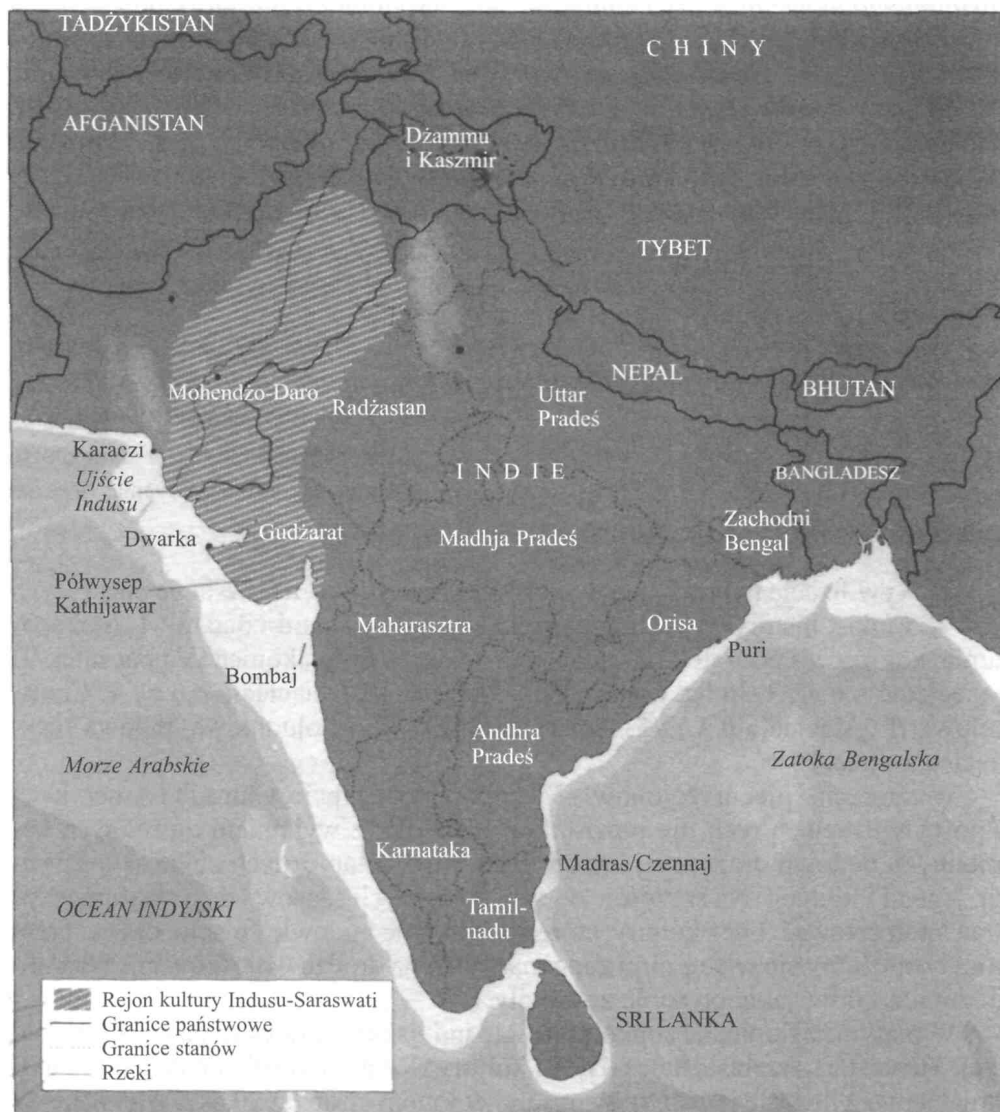 TADŻYKISTAN
C H I N Y
AFGANISTAN
Dżammu
i Kaszmir
TYBET
NEPAL
BHUTAN
Mohendżo-Daro
Radżastan
Uttar
Pradeś
Karaczi
Ujście
Indusu
I N D I E
BANGLADESZ
Dwarka
Gudżarat
Madhja Pradeś
Zachodni
Bengal
Półwysep
Kathijawar
Maharasztra
Orisa
Puri
Bombaj
Andhra
Pradeś
Morze Arabskie
Zatoka Bengalska
Karnataka
Madras/Czennaj
OCEAN INDYJSKI
Tamil-
nadu
SRI LANKA
Rejon kultury Indusu-Saraswati
Granice państwowe
Granice stanów
Rzeki